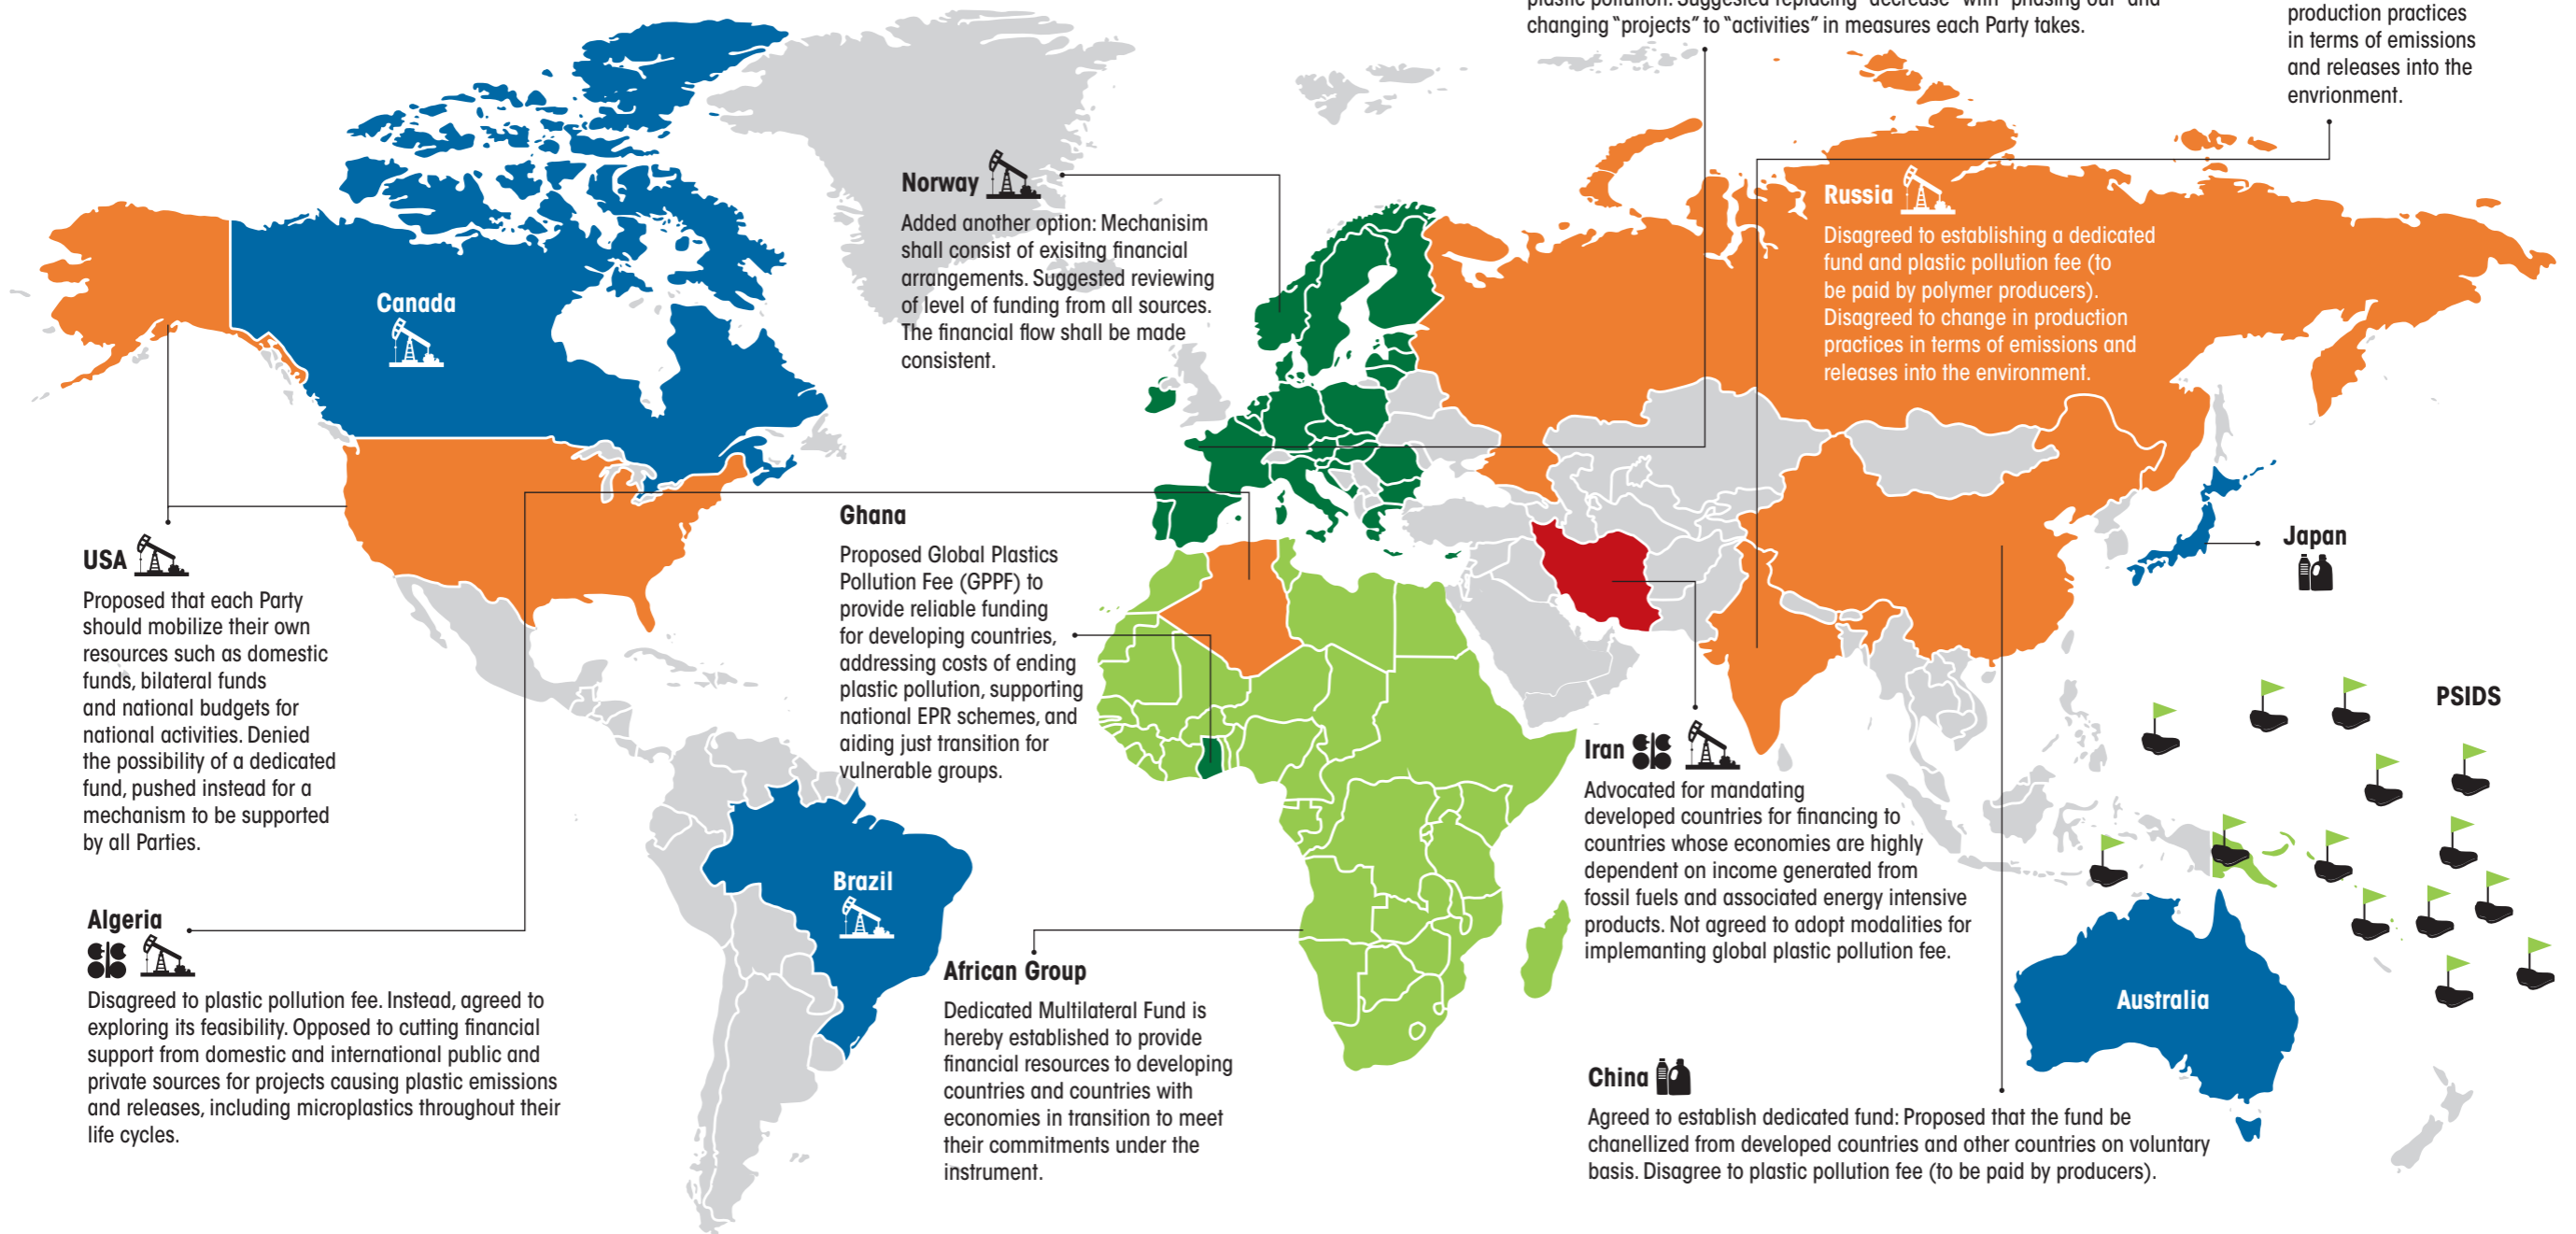 changing “projects” to “activities” in measures each Party takes.
production practices
in terms of emissions
and releases into the
envrionment.
Norway
Added another option: Mechanisim
shall consist of exisitng financial
arrangements. Suggested reviewing
of level of funding from all sources.
The financial flow shall be made
consistent.
Russia
Disagreed to establishing a dedicated
fund and plastic pollution fee (to
be paid by polymer producers).
Disagreed to change in production
practices in terms of emissions and
releases into the environment.
Canada
USA
Proposed that each Party
should mobilize their own
resources such as domestic
funds, bilateral funds
and national budgets for
national activities. Denied
the possibility of a dedicated
fund, pushed instead for a
mechanism to be supported
by all Parties.
Ghana
Proposed Global Plastics
Pollution Fee (GPPF) to
provide reliable funding
for developing countries,
addressing costs of ending
plastic pollution, supporting
national EPR schemes, and
aiding just transition for
vulnerable groups.
Japan
PSIDS
Iran
Advocated for mandating
developed countries for financing to
countries whose economies are highly
dependent on income generated from
fossil fuels and associated energy intensive
products. Not agreed to adopt modalities for
implemanting global plastic pollution fee.
Brazil
Algeria
Disagreed to plastic pollution fee. Instead, agreed to
exploring its feasibility. Opposed to cutting financial
support from domestic and international public and
private sources for projects causing plastic emissions
and releases, including microplastics throughout their
life cycles.
African Group
Dedicated Multilateral Fund is
hereby established to provide
financial resources to developing
countries and countries with
economies in transition to meet
their commitments under the
instrument.
Australia
China
Agreed to establish dedicated fund: Proposed that the fund be
chanellized from developed countries and other countries on voluntary
basis. Disagree to plastic pollution fee (to be paid by producers).